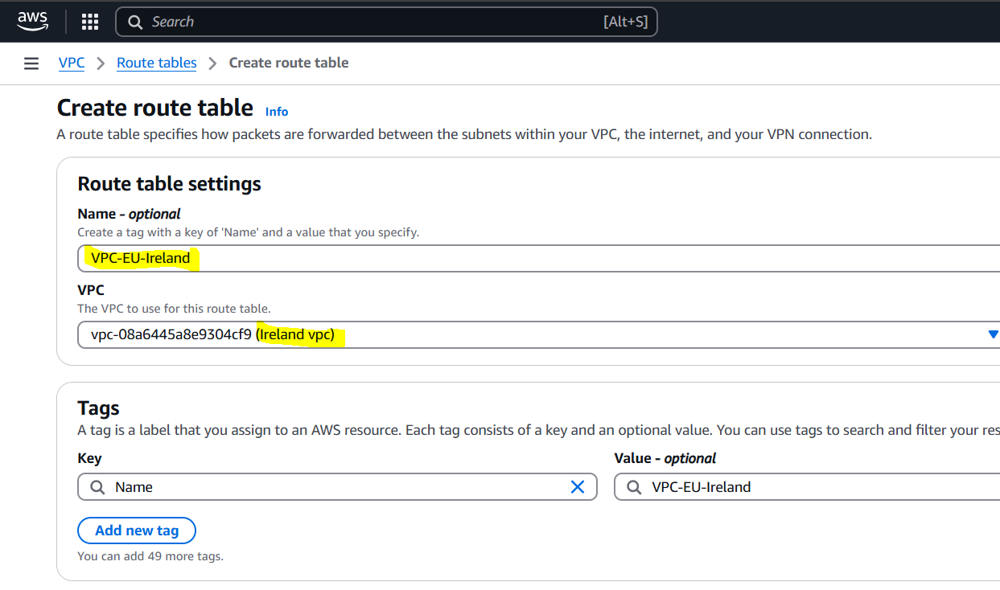 aws Search [Alt+S]
VPC > Route tables > Create route table
Create route table Info
A route table specifies how packets are forwarded between the subnets within your VPC, the internet, and your VPN connection.
Route table settings
Name - optional
Create a tag with a key of 'Name' and a value that you specify.
VPC-EU-Ireland
VPC
The VPC to use for this route table.
vpc-08a6445a8e9304cf9 (Ireland vpc)
Tags
A tag is a label that you assign to an AWS resource. Each tag consists of a key and an optional value. You can use tags to search and filter your res
Key Value - optional
Name VPC-EU-Ireland
Add new tag
You can add 49 more tags.